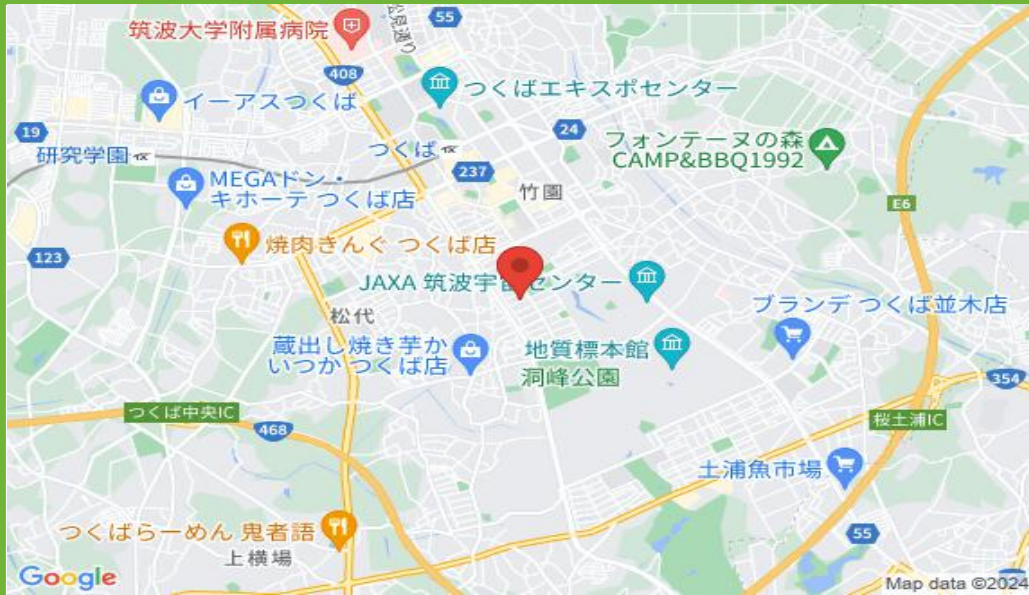 55
松見通り
筑波大学附属病院
408
イーアスつくば
つくばエキスポセンター
19
24
研究学園
つくば
フォンテーヌの森
CAMP&BBQ1992
237
MEGAドン・
キホーテ つくば店
竹園
E6
123
焼肉きんぐ つくば店
JAXA 筑波宇宙センター
松代
ブランデ つくば並木店
蔵出し焼き芋か
いつか つくば店
地質標本館
洞峰公園
354
つくば中央IC
468
桜土浦IC
土浦魚市場
つくばらーめん 鬼者語
55
上横場
Google
Map data ©2024